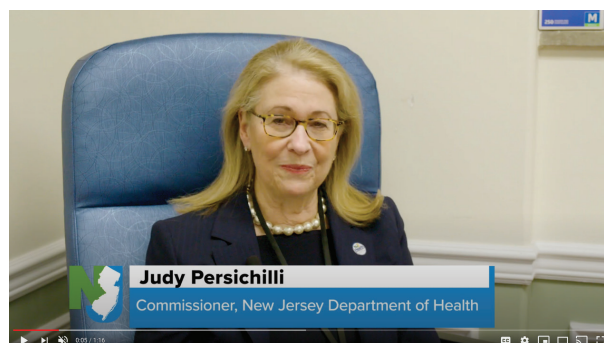 M
N
Judy Persichilli
Commissioner, New Jersey Department of Health
0:05 / 1:16